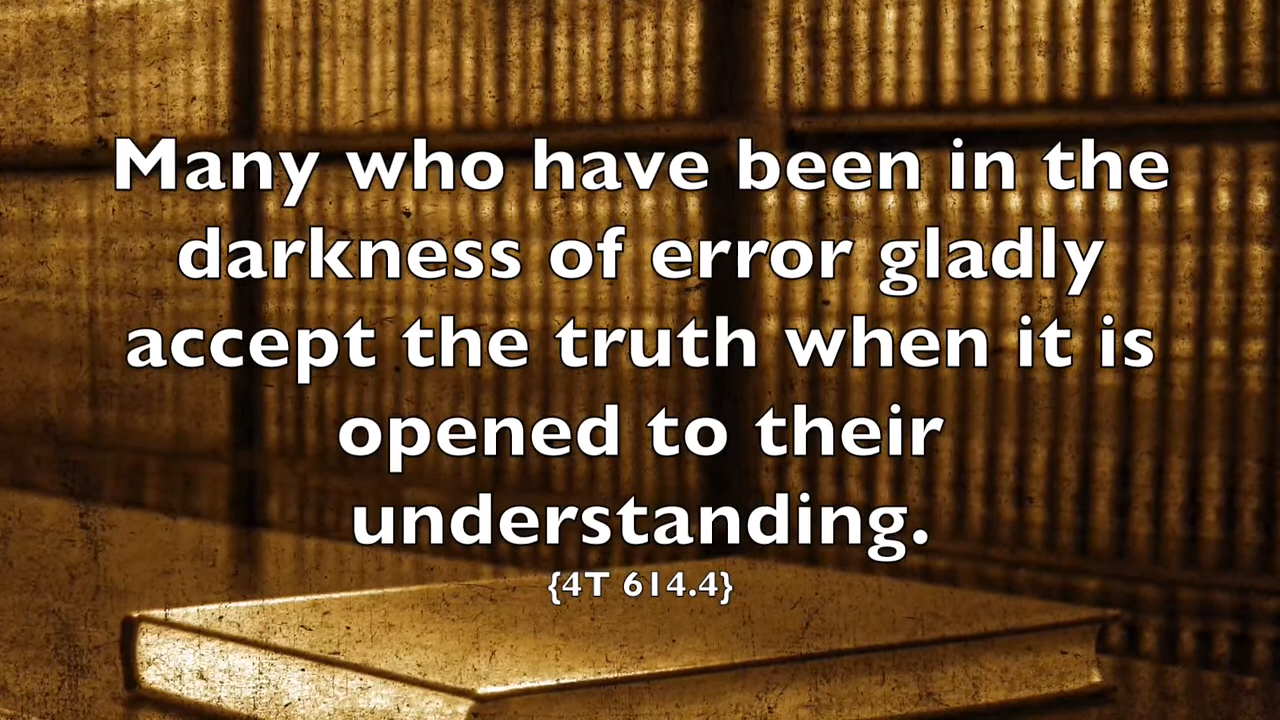 Many who have been in the
darkness of error gladly
accept the truth when it is
opened to their
understanding.
{4T 614.4}